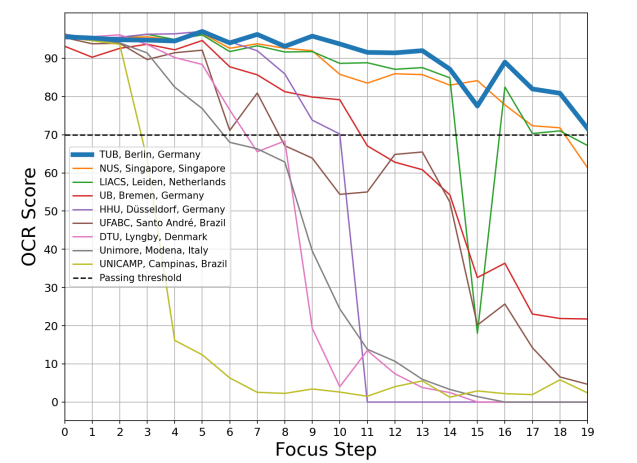 90
80
70
60
50
40
30
20
10
0
OCR Score
TUB, Berlin, Germany
NUS, Singapore, Singapore
LIACS, Leiden, Netherlands
UB, Bremen, Germany
HHU, Düsseldorf, Germany
UFABC, Santo André, Brazil
DTU, Lyngby, Denmark
Unimore, Modena, Italy
UNICAMP, Campinas, Brazil
Passing threshold
0 1 2 3 4 5 6 7 8 9 10 11 12 13 14 15 16 17 18 19
Focus Step